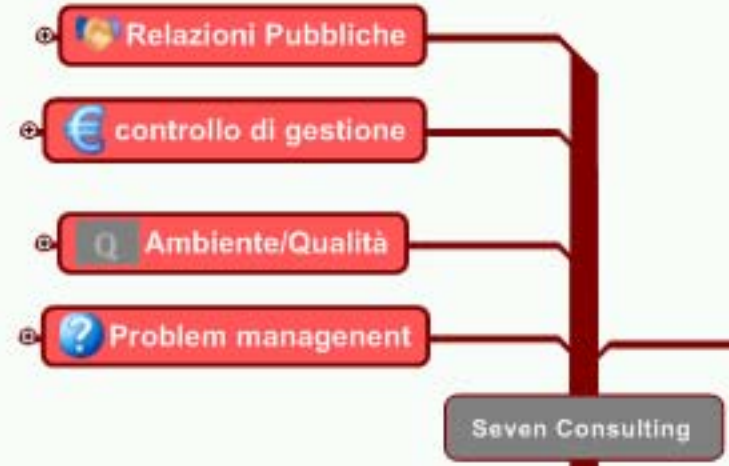 Relazioni Pubbliche
controllo di gestione
Q Ambiente/Qualità
Problem managenent
Seven Consulting